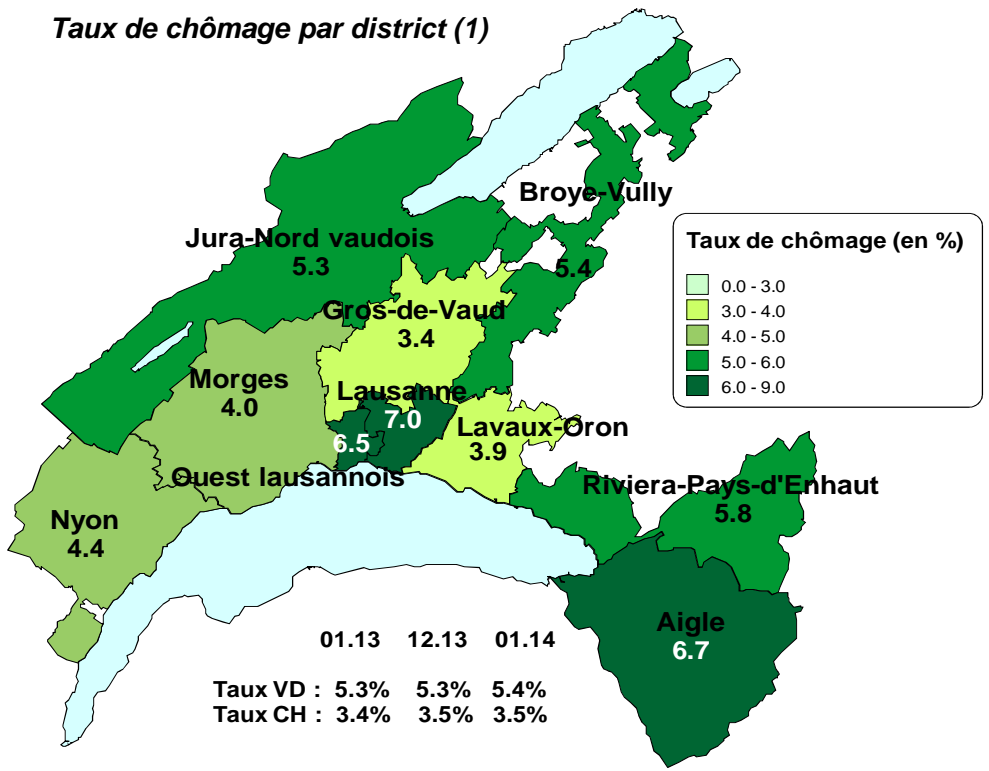 Taux de chômage par district (1)
Broye-Vully
5.4
Jura-Nord vaudois
5.3
Taux de chômage (en %)
0.0 - 3.0
3.0 - 4.0
4.0 - 5.0
5.0 - 6.0
6.0 - 9.0
Gros-de-Vaud
3.4
Morges
4.0
Lausanne
7.0
6.5
Ouest lausannois
Lavaux-Oron
3.9
Riviera-Pays-d'Enhaut
5.8
Nyon
4.4
Aigle
6.7
01.13 12.13 01.14
Taux VD : 5.3% 5.3% 5.4%
Taux CH : 3.4% 3.5% 3.5%